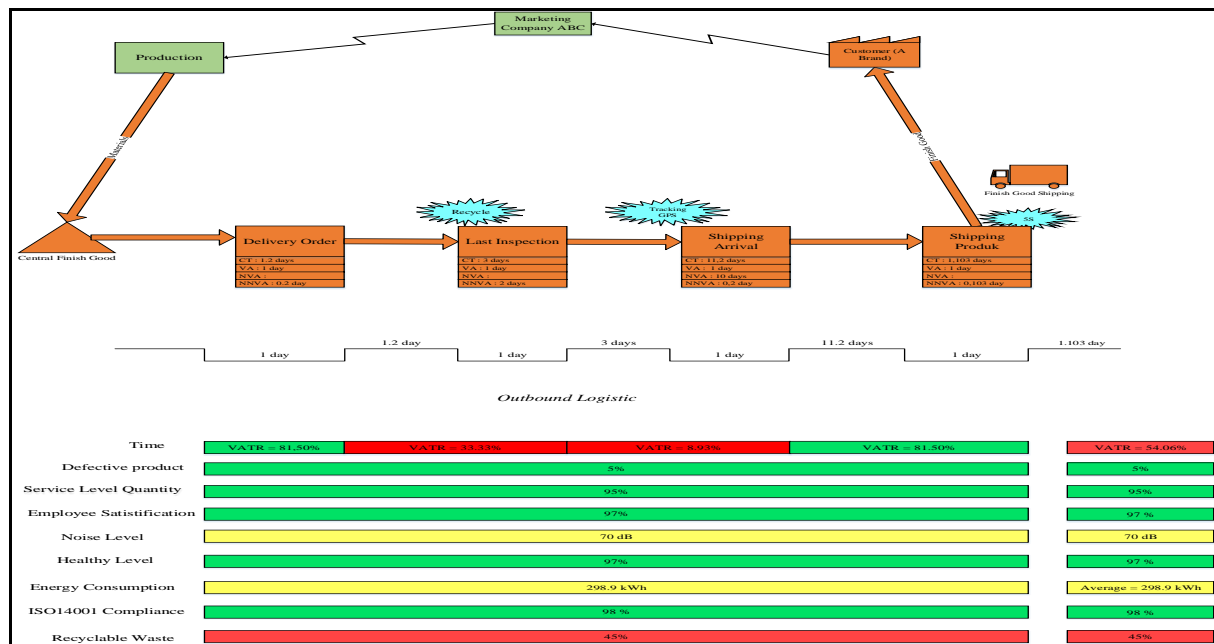 Marketing
Company ABC
Production
Customer (A
Brand)
Materials
Finish Good
Finish Good Shipping
Recycle
Tracking
GPS
5S
Central Finish Good
Delivery Order
CT : 1.2 days
VA : 1 day
NVA :
NNVA : 0.2 day
Last Inspection
CT : 3 days
VA : 1 day
NVA :
NNVA : 2 days
Shipping
Arrival
CT : 11,2 days
VA : 1 day
NVA : 10 days
NNVA : 0,2 day
Shipping
Produk
CT : 1,103 days
VA : 1 day
NVA :
NNVA : 0,103 day
1 day
1.2 day
1 day
3 days
1 day
11.2 days
1 day
1.103 day
Outbound Logistic
Time
VATR = 81,50%
VATR = 33.33%
VATR = 8.93%
VATR = 81.50%
VATR = 54.06%
Defective product
5%
5%
Service Level Quantity
95%
95%
Employee Satistification
97%
97 %
Noise Level
70 dB
70 dB
Healthy Level
97%
97 %
Energy Consumption
298.9 kWh
Average = 298.9 kWh
ISO14001 Compliance
98 %
98 %
Recyclable Waste
45%
45%